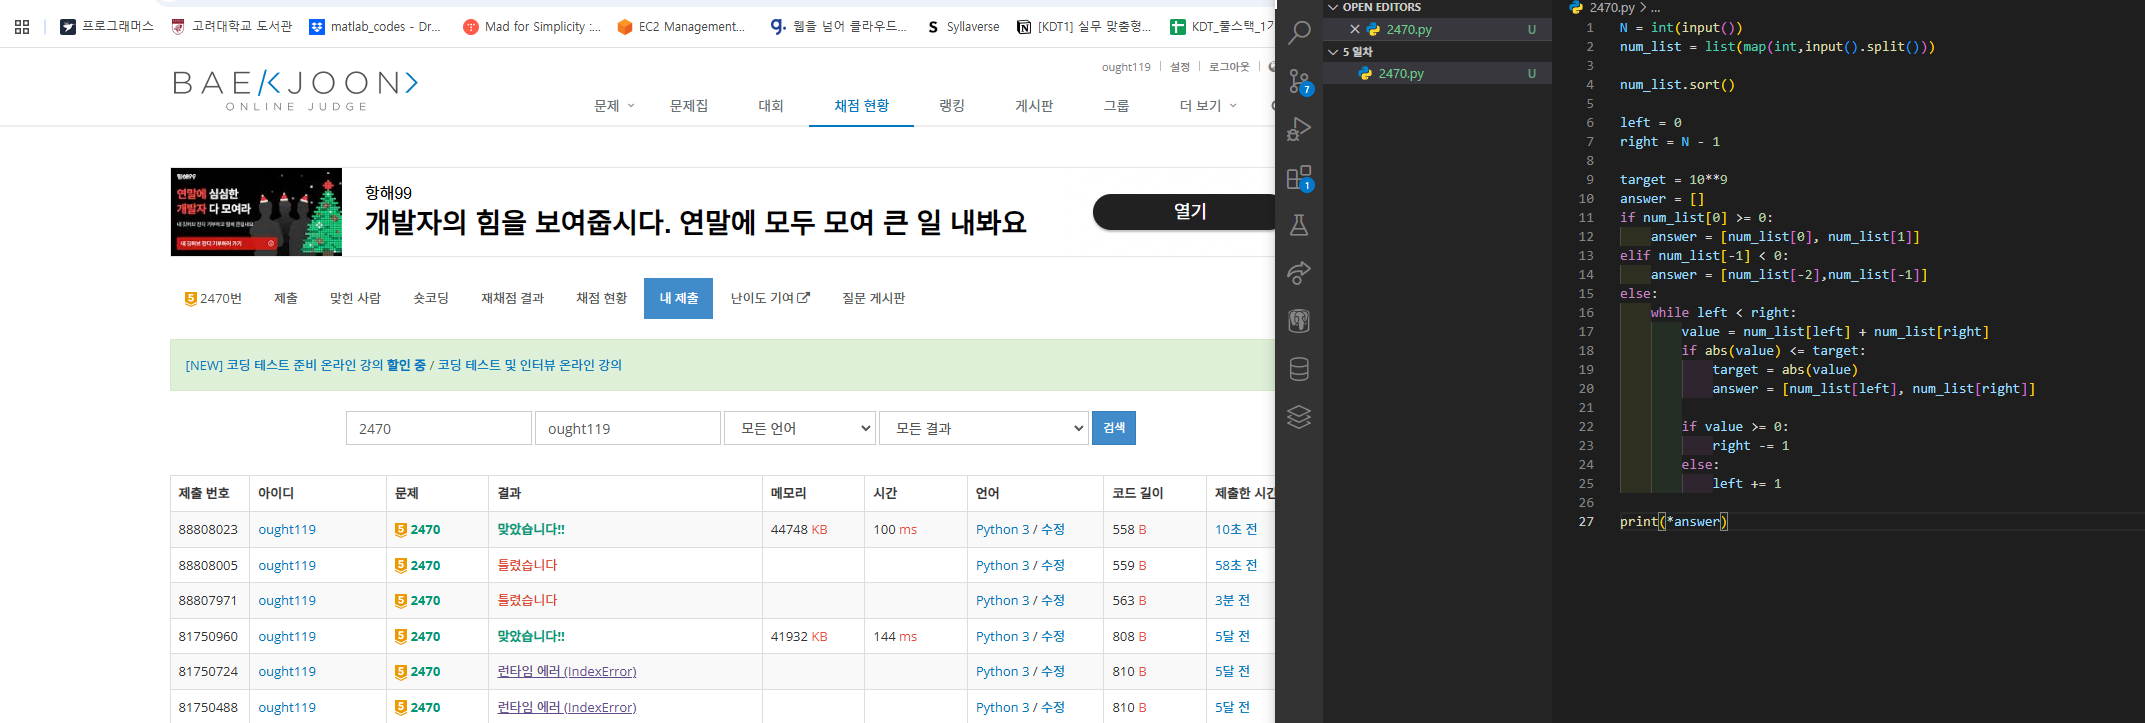 프로그래머스
고려대학교 도서관
matlab_codes - Dr...
Mad for Simplicity :...
EC2 Management...
웹을 넘어 클라우드...
Syllaverse
[KDT1] 실무 맞춤형...
KDT_풀스택_1기
BAEKJOON>
ONLINE JUDGE
ought119
설정
로그아웃
문제
문제집
대회
채점 현황
랭킹
게시판
그룹
더 보기
항해99
연말에 심심한
개발자 다 모여라
항해99
개발자의 힘을 보여줍시다. 연말에 모두 모여 큰 일 내봐요
열기
2470번
제출
맞힌 사람
숏코딩
재채점 결과
채점 현황
내 제출
난이도 기여
질문 게시판
[NEW] 코딩 테스트 준비 온라인 강의 할인 중 / 코딩 테스트 및 인터뷰 온라인 강의
2470
ought119
모든 언어
모든 결과
검색
제출 번호 아이디 문제 결과 메모리 시간 언어 코드 길이 제출한 시간
88808023 ought119 5 2470 맞았습니다!! 44748 KB 100 ms Python 3 / 수정 558 B 10초 전
88808005 ought119 5 2470 틀렸습니다 Python 3 / 수정 559 B 58초 전
88807971 ought119 5 2470 틀렸습니다 Python 3 / 수정 563 B 3분 전
81750960 ought119 5 2470 맞았습니다!! 41932 KB 144 ms Python 3 / 수정 808 B 5달 전
81750724 ought119 5 2470 런타임 에러 (IndexError) Python 3 / 수정 810 B 5달 전
81750488 ought119 5 2470 런타임 에러 (IndexError) Python 3 / 수정 810 B 5달 전
7
1
OPEN EDITORS
2470.py U
5 일차
2470.py U
2470.py > ...
1 N = int(input())
2 num_list = list(map(int,input().split()))
3
4 num_list.sort()
5
6 left = 0
7 right = N - 1
8
9 target = 10**9
10 answer = []
11 if num_list[0] >= 0:
12 answer = [num_list[0], num_list[1]]
13 elif num_list[-1] < 0:
14 answer = [num_list[-2],num_list[-1]]
15 else:
16 while left < right:
17 value = num_list[left] + num_list[right]
18 if abs(value) <= target:
19 target = abs(value)
20 answer = [num_list[left], num_list[right]]
21
22 if value >= 0:
23 right -= 1
24 else:
25 left += 1
26
27 print(*answer)